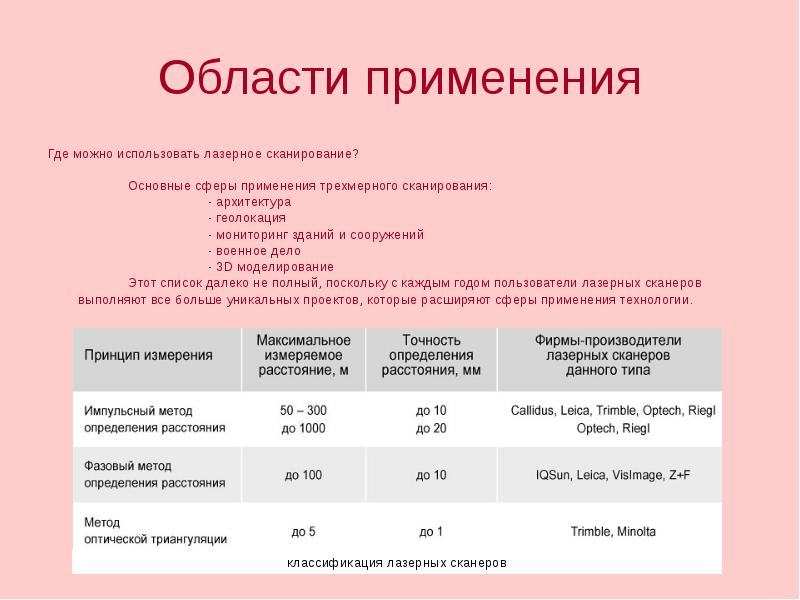 Области применения
Где можно использовать лазерное сканирование?
Основные сферы применения трехмерного сканирования:
- архитектура
- геолокация
- мониторинг зданий и сооружений
- военное дело
- 3D моделирование
Этот список далеко не полный, поскольку с каждым годом пользователи лазерных сканеров
выполняют все больше уникальных проектов, которые расширяют сферы применения технологии.
Принцип измерения
Максимальное
измеряемое
расстояние, м
Точность
определения
расстояния, мм
Фирмы-производители
лазерных сканеров
данного типа
Импульсный метод
определения расстояния
50 – 300
до 1000
до 10
до 20
Callidus, Leica, Trimble, Optech, Riegl
Optech, Riegl
Фазовый метод
определения расстояния
до 100
до 10
IQSun, Leica, VisImage, Z+F
Метод
оптической триангуляции
до 5
до 1
Trimble, Minolta
классификация лазерных сканеров